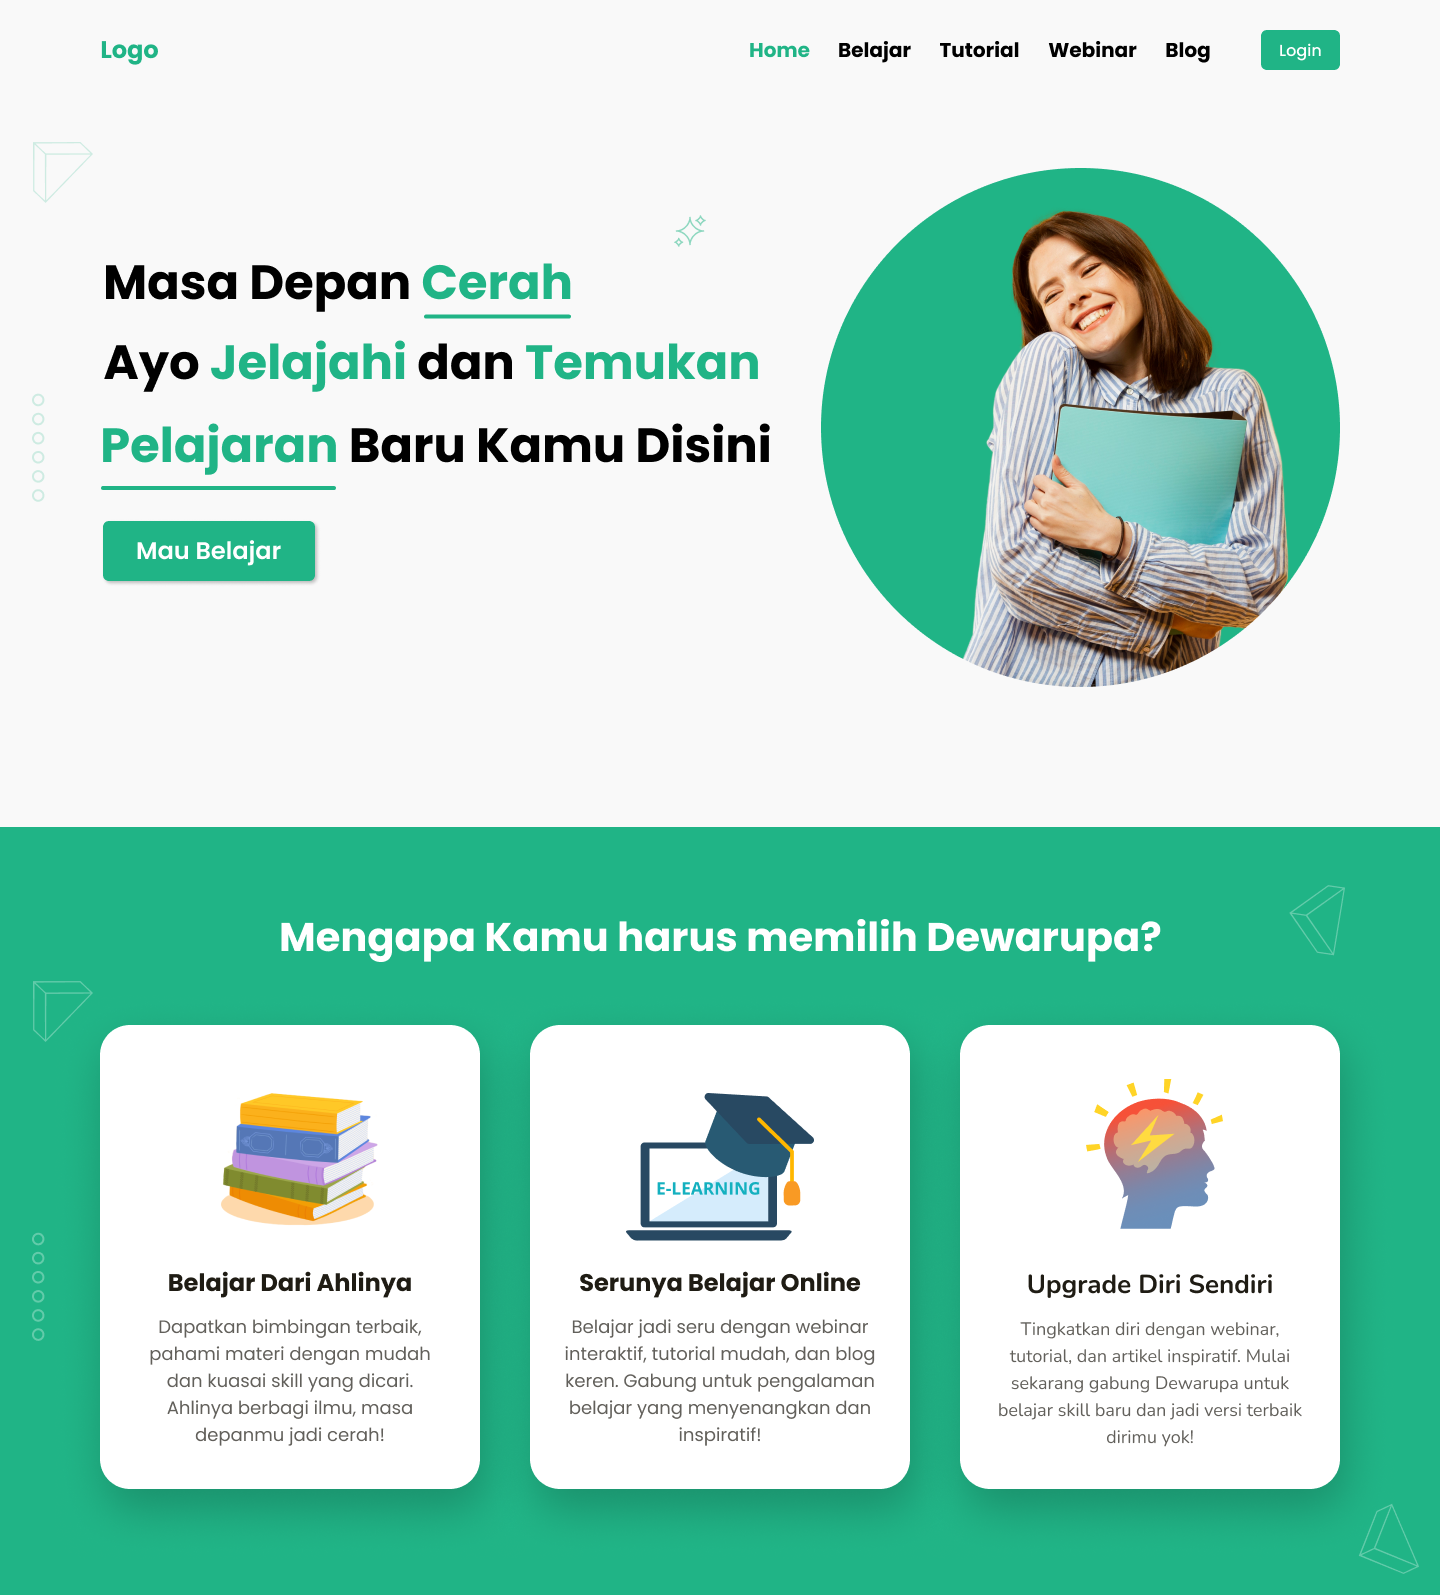 Logo
Home Belajar Tutorial Webinar Blog Login
Masa Depan Cerah
Ayo Jelajahi dan Temukan
Pelajaran Baru Kamu Disini
Mau Belajar
Mengapa Kamu harus memilih Dewarupa?
Belajar Dari Ahlinya
Dapatkan bimbingan terbaik,
pahami materi dengan mudah
dan kuasai skill yang dicari.
Ahlinya berbagi ilmu, masa
depanmu jadi cerah!
E-LEARNING
Serunya Belajar Online
Belajar jadi seru dengan webinar
interaktif, tutorial mudah, dan blog
keren. Gabung untuk pengalaman
belajar yang menyenangkan dan
inspiratif!
Upgrade Diri Sendiri
Tingkatkan diri dengan webinar,
tutorial, dan artikel inspiratif. Mulai
sekarang gabung Dewarupa untuk
belajar skill baru dan jadi versi terbaik
dirimu yok!